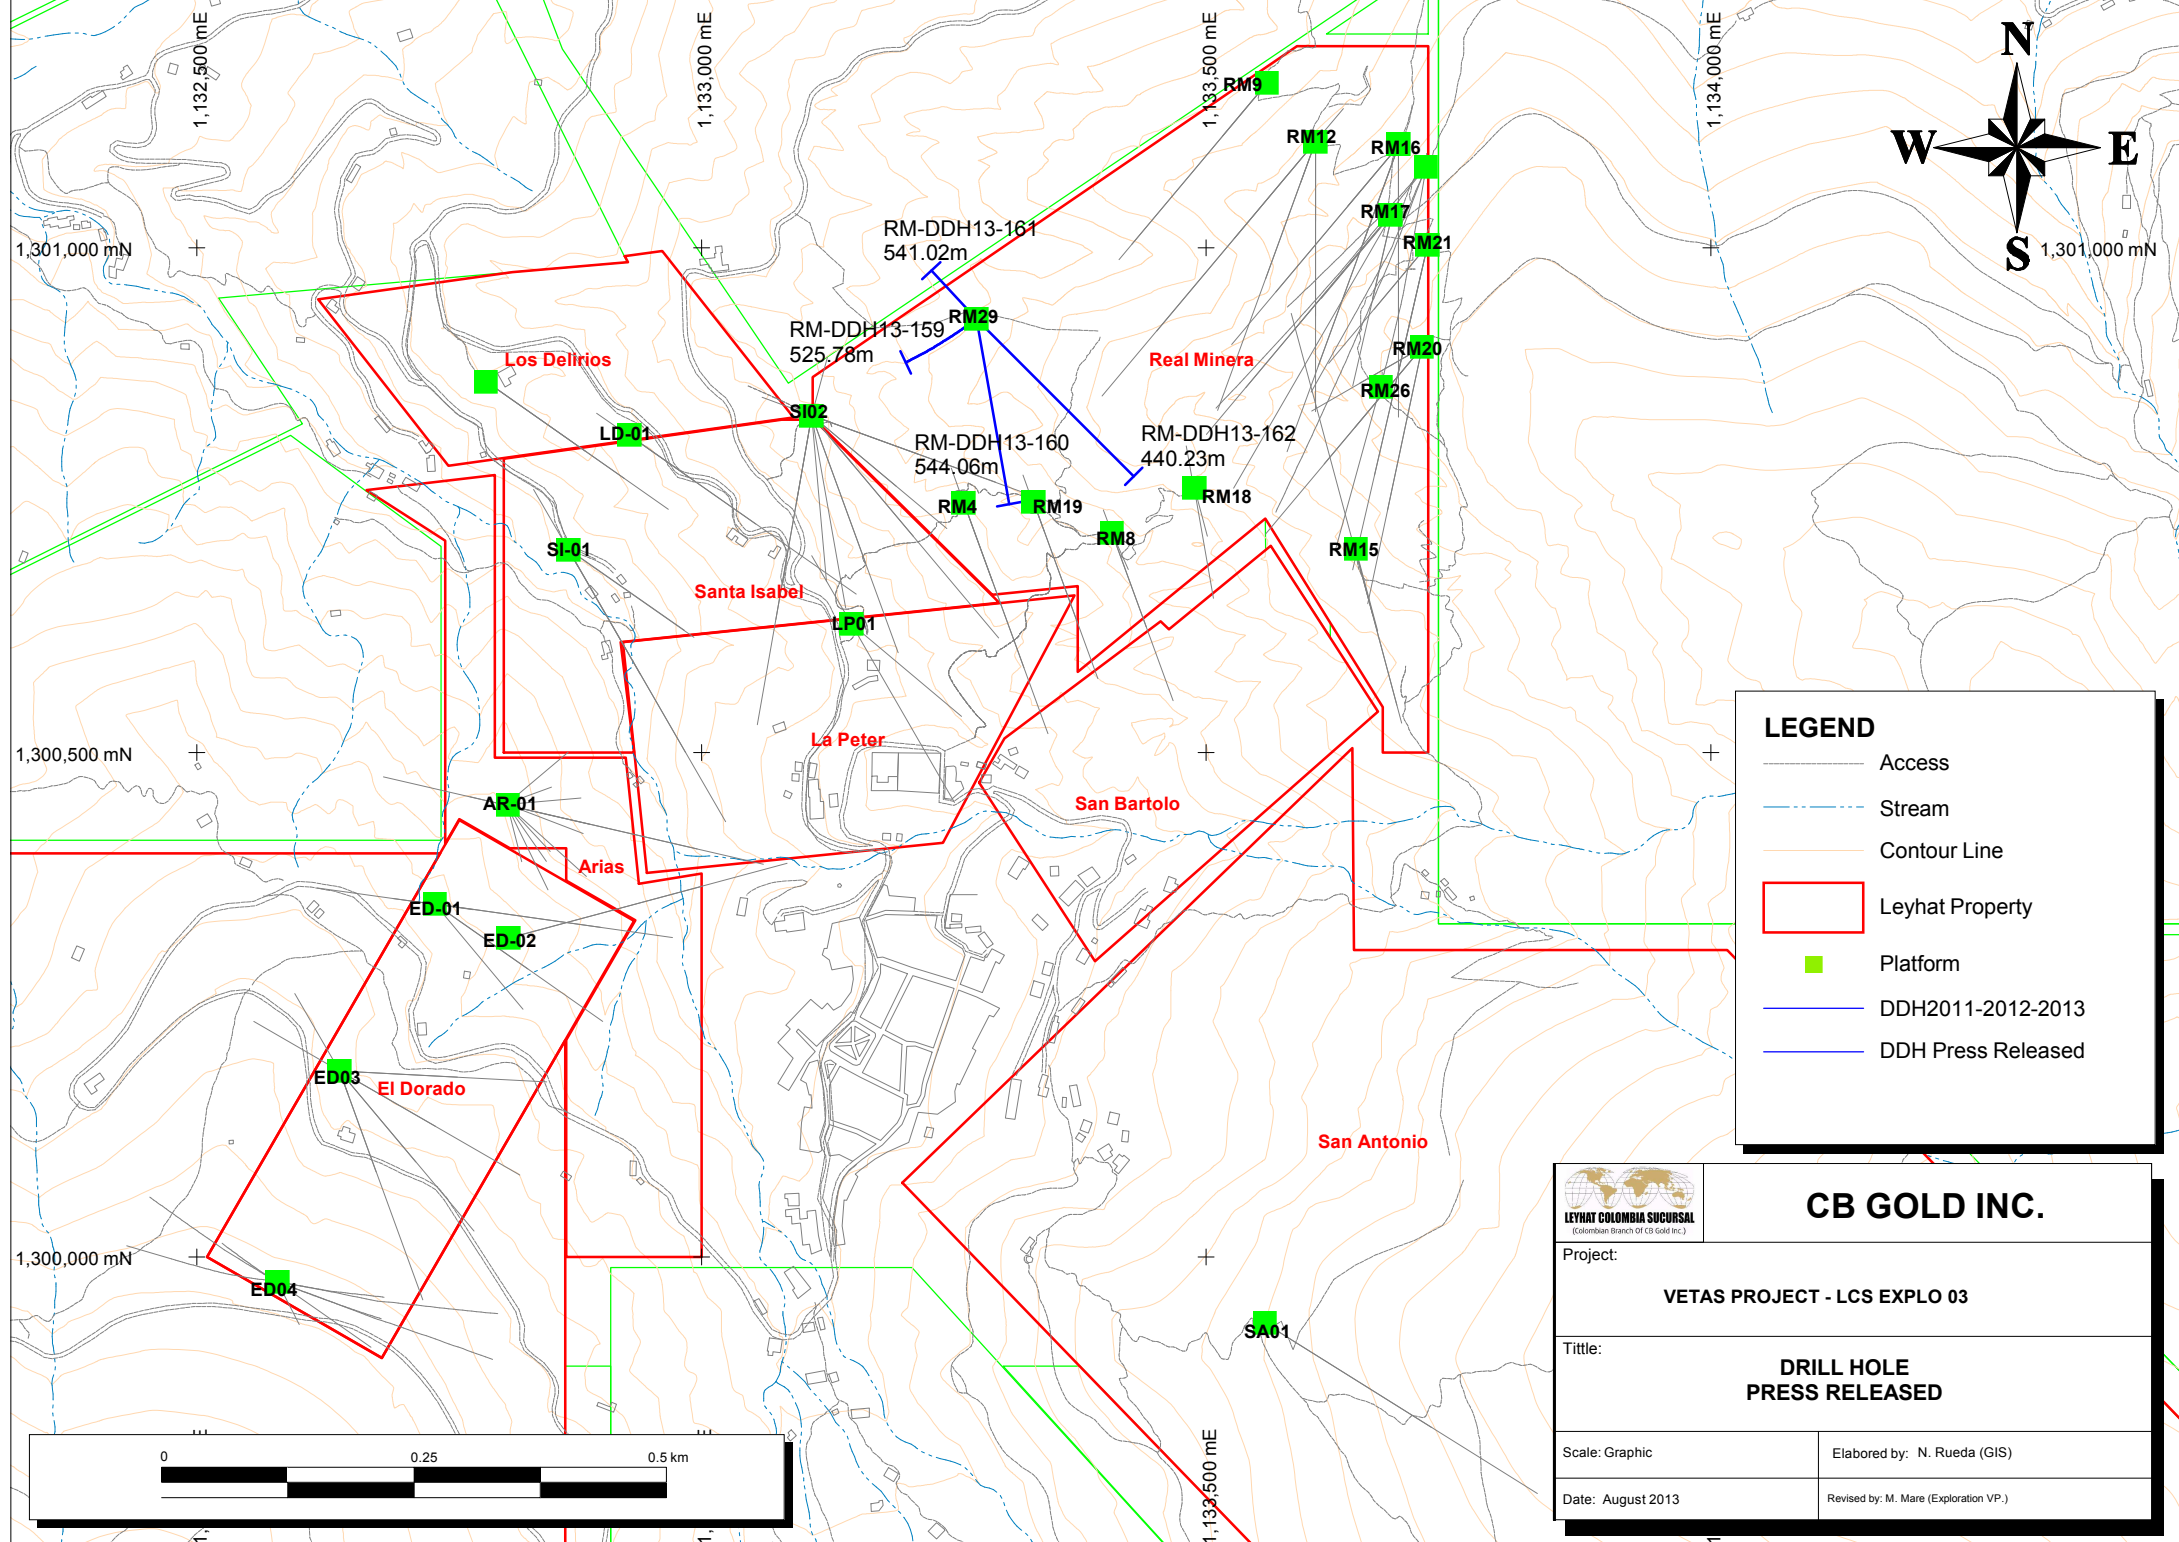 1,132,500 mE
1,133,000 mE
1,133,500 mE
1,134,000 mE
N
W
E
S
1,301,000 mN
1,301,000 mN
RM9
RM12
RM16
RM17
RM21
RM-DDH13-161
541.02m
RM29
RM-DDH13-159
525.78m
Los Delirios
Real Minera
RM20
RM26
SI02
LD-01
RM-DDH13-160
544.06m
RM-DDH13-162
440.23m
RM4
RM19
RM18
RM8
RM15
SI-01
Santa Isabel
LP01
1,300,500 mN
La Peter
San Bartolo
AR-01
Arias
ED-01
ED-02
ED03
El Dorado
San Antonio
1,300,000 mN
ED04
SA01
1,133,500 mE
LEGEND
Access
Stream
Contour Line
Leyhat Property
Platform
DDH2011-2012-2013
DDH Press Released
LEYHAT COLOMBIA SUCURSAL
(Colombian Branch Of CB Gold Inc.)
CB GOLD INC.
Project:
VETAS PROJECT - LCS EXPLO 03
Tittle:
DRILL HOLE
PRESS RELEASED
Scale: Graphic
Elabored by: N. Rueda (GIS)
Date: August 2013
Revised by: M. Mare (Exploration VP.)
0 0.25 0.5 km